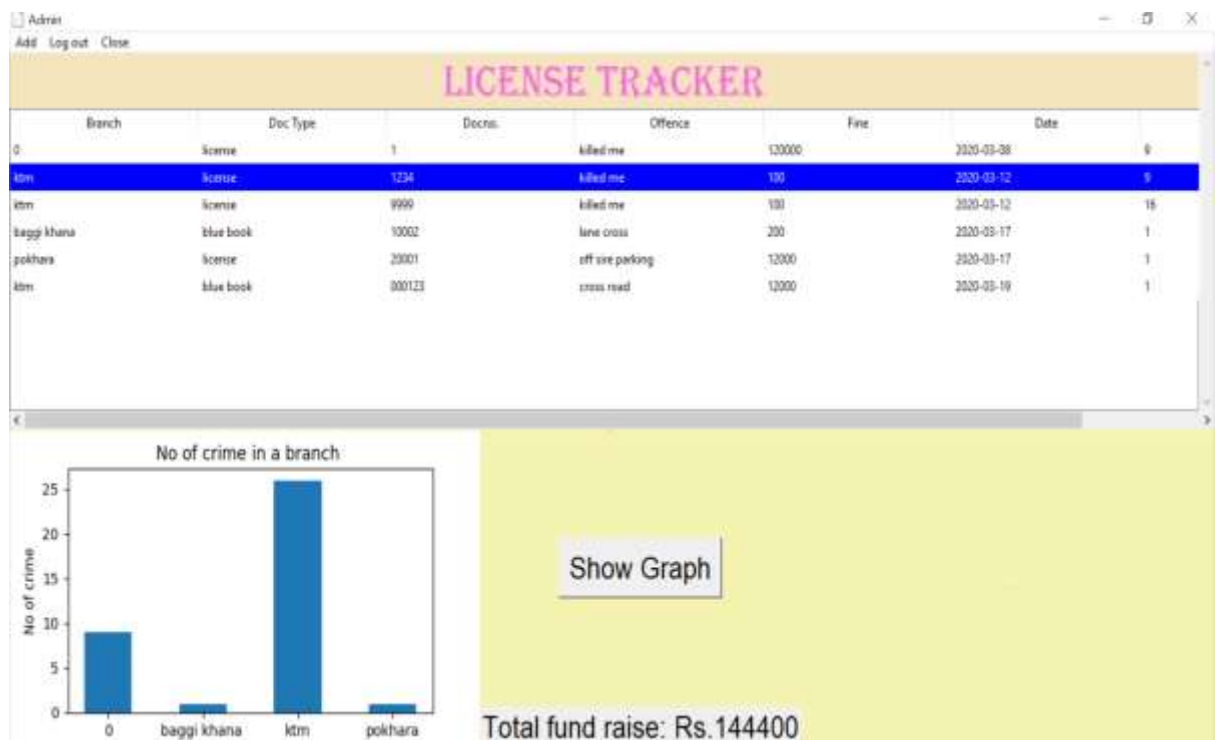 Admin
Add Log out Close
LICENSE TRACKER
Branch Doc Type Docno. Offence Fine Date
0 license 1 killed me 120000 2020-03-08 9
ktm license 1234 killed me 100 2020-03-12 9
ktm license 9999 killed me 100 2020-03-12 16
baggi khana blue book 10002 lane cross 200 2020-03-17 1
pokhara license 20001 off sire parking 12000 2020-03-17 1
ktm blue book 000123 cross road 12000 2020-03-19 1
No of crime in a branch
25
20
15
10
5
0
No of crime
0 baggi khana ktm pokhara
Show Graph
Total fund raise: Rs.144400